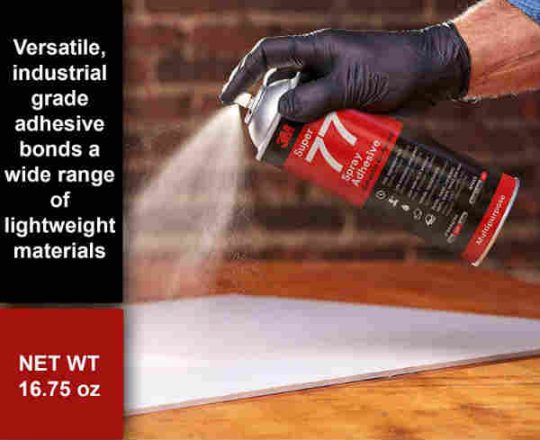 Versatile,
industrial
grade
adhesive
bonds a
wide range
of
lightweight
materials
NET WT
16.75 oz
3M
Super
77
Spray
Adhesive
Multipurpose